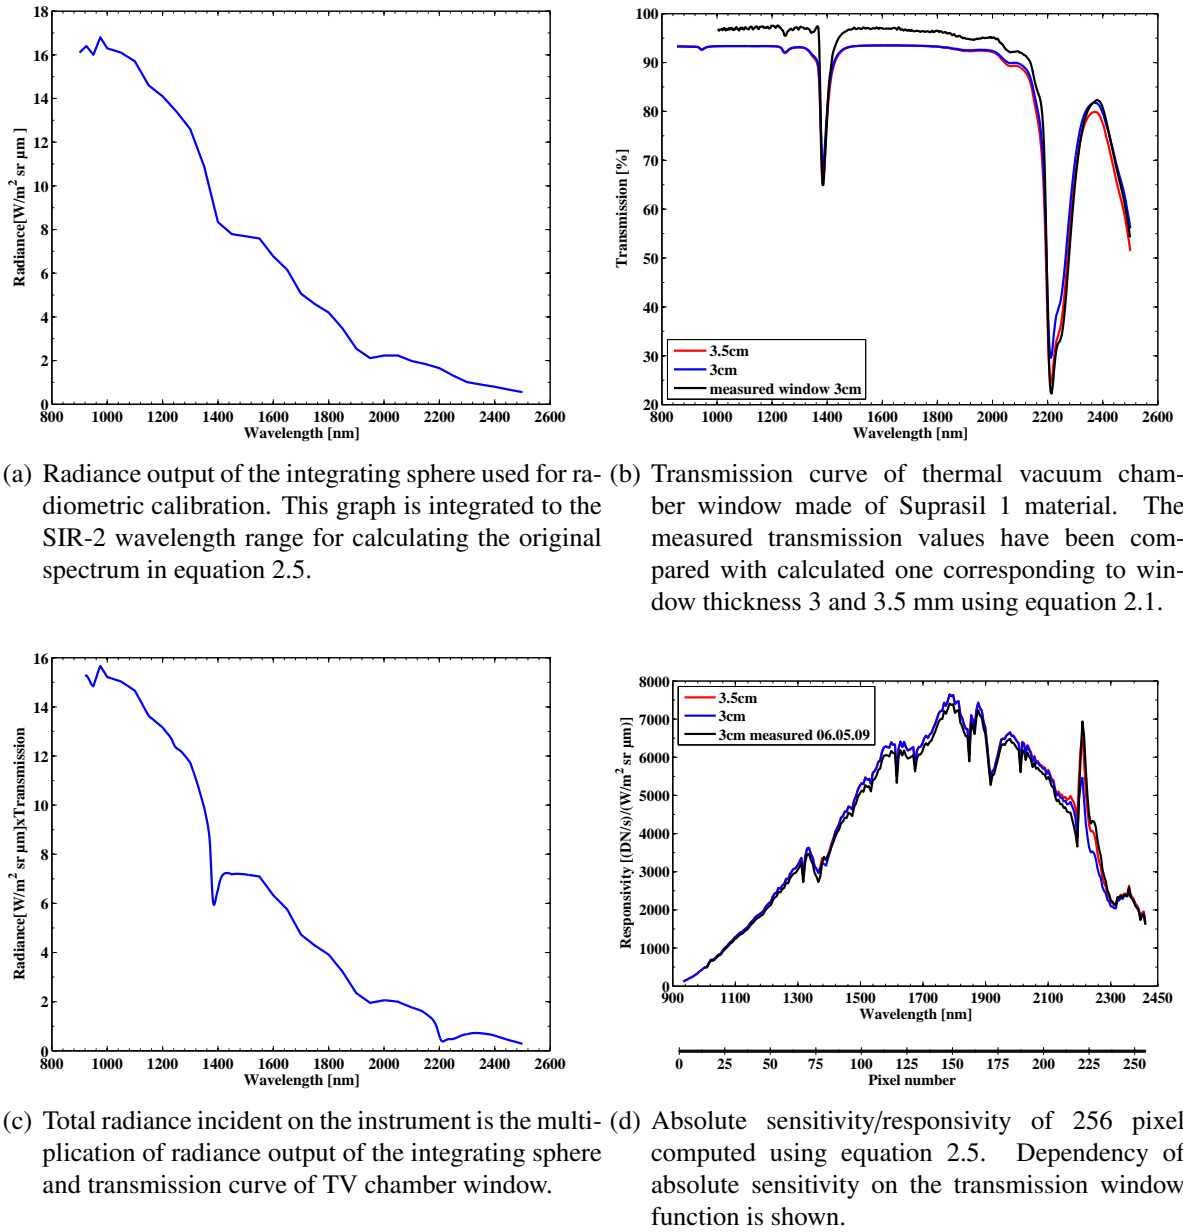 18
16
14
12
10
8
6
4
2
0
Radiance[W/m² sr µm ]
800 1000 1200 1400 1600 1800 2000 2200 2400 2600
Wavelength [nm]
(a) Radiance output of the integrating sphere used for ra-
diometric calibration. This graph is integrated to the
SIR-2 wavelength range for calculating the original
spectrum in equation 2.5.
100
90
80
70
60
50
40
30
20
Transmission [%]
3.5cm
3cm
measured window 3cm
800 1000 1200 1400 1600 1800 2000 2200 2400 2600
Wavelength [nm]
(b) Transmission curve of thermal vacuum cham-
ber window made of Suprasil 1 material. The
measured transmission values have been com-
pared with calculated one corresponding to win-
dow thickness 3 and 3.5 mm using equation 2.1.
16
14
12
10
8
6
4
2
0
Radiance[W/m² sr µm]xTransmission
800 1000 1200 1400 1600 1800 2000 2200 2400 2600
Wavelength [nm]
(c) Total radiance incident on the instrument is the multi-
plication of radiance output of the integrating sphere
and transmission curve of TV chamber window.
8000
7000
6000
5000
4000
3000
2000
1000
0
Responsivity [(DN/s)/(W/m² sr µm)]
3.5cm
3cm
3cm measured 06.05.09
900 1100 1300 1500 1700 1900 2100 2300 2450
Wavelength [nm]
0 25 50 75 100 125 150 175 200 225 250
Pixel number
(d) Absolute sensitivity/responsivity of 256 pixel
computed using equation 2.5. Dependency of
absolute sensitivity on the transmission window
function is shown.